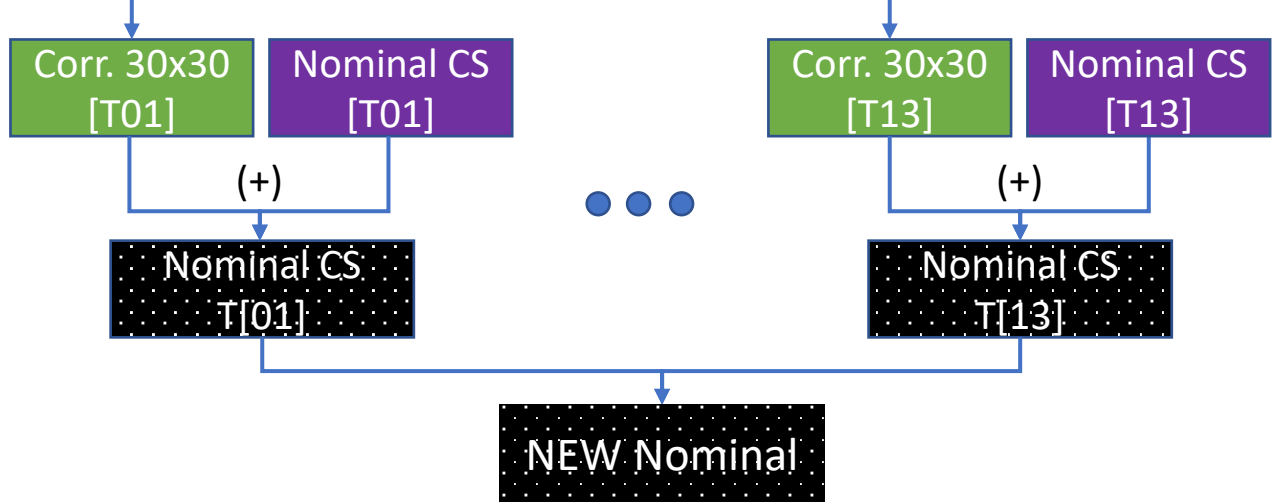 Corr. 30x30
[T01]
Nominal CS
[T01]
Corr. 30x30
[T13]
Nominal CS
[T13]
(+)
(+)
Nominal CS
T[01]
Nominal CS
T[13]
NEW Nominal